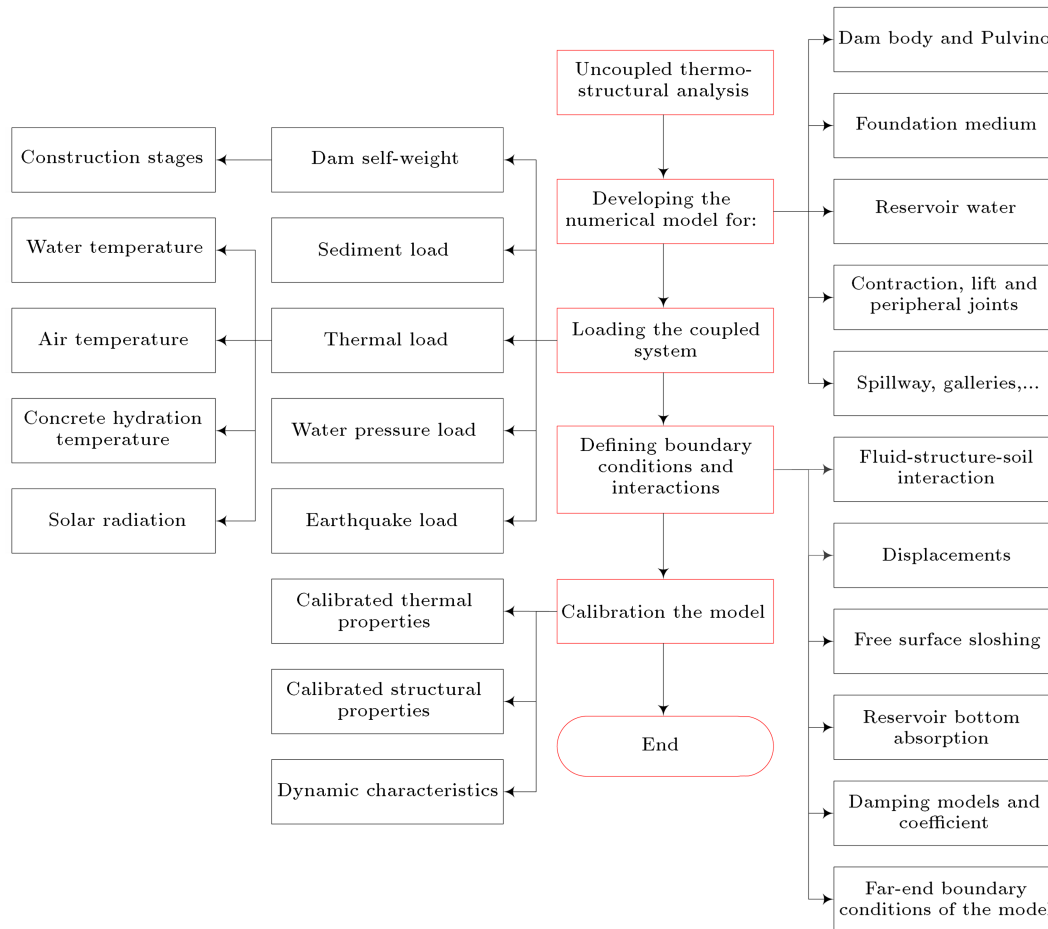 Uncoupled thermo-
structural analysis
Developing the
numerical model for:
Loading the coupled
system
Defining boundary
conditions and
interactions
Calibration the model
End
Dam body and Pulvino
Foundation medium
Reservoir water
Contraction, lift and
peripheral joints
Spillway, galleries,...
Fluid-structure-soil
interaction
Displacements
Free surface sloshing
Reservoir bottom
absorption
Damping models and
coefficient
Far-end boundary
conditions of the model
Dam self-weight
Sediment load
Thermal load
Water pressure load
Earthquake load
Construction stages
Water temperature
Air temperature
Concrete hydration
temperature
Solar radiation
Calibrated thermal
properties
Calibrated structural
properties
Dynamic characteristics